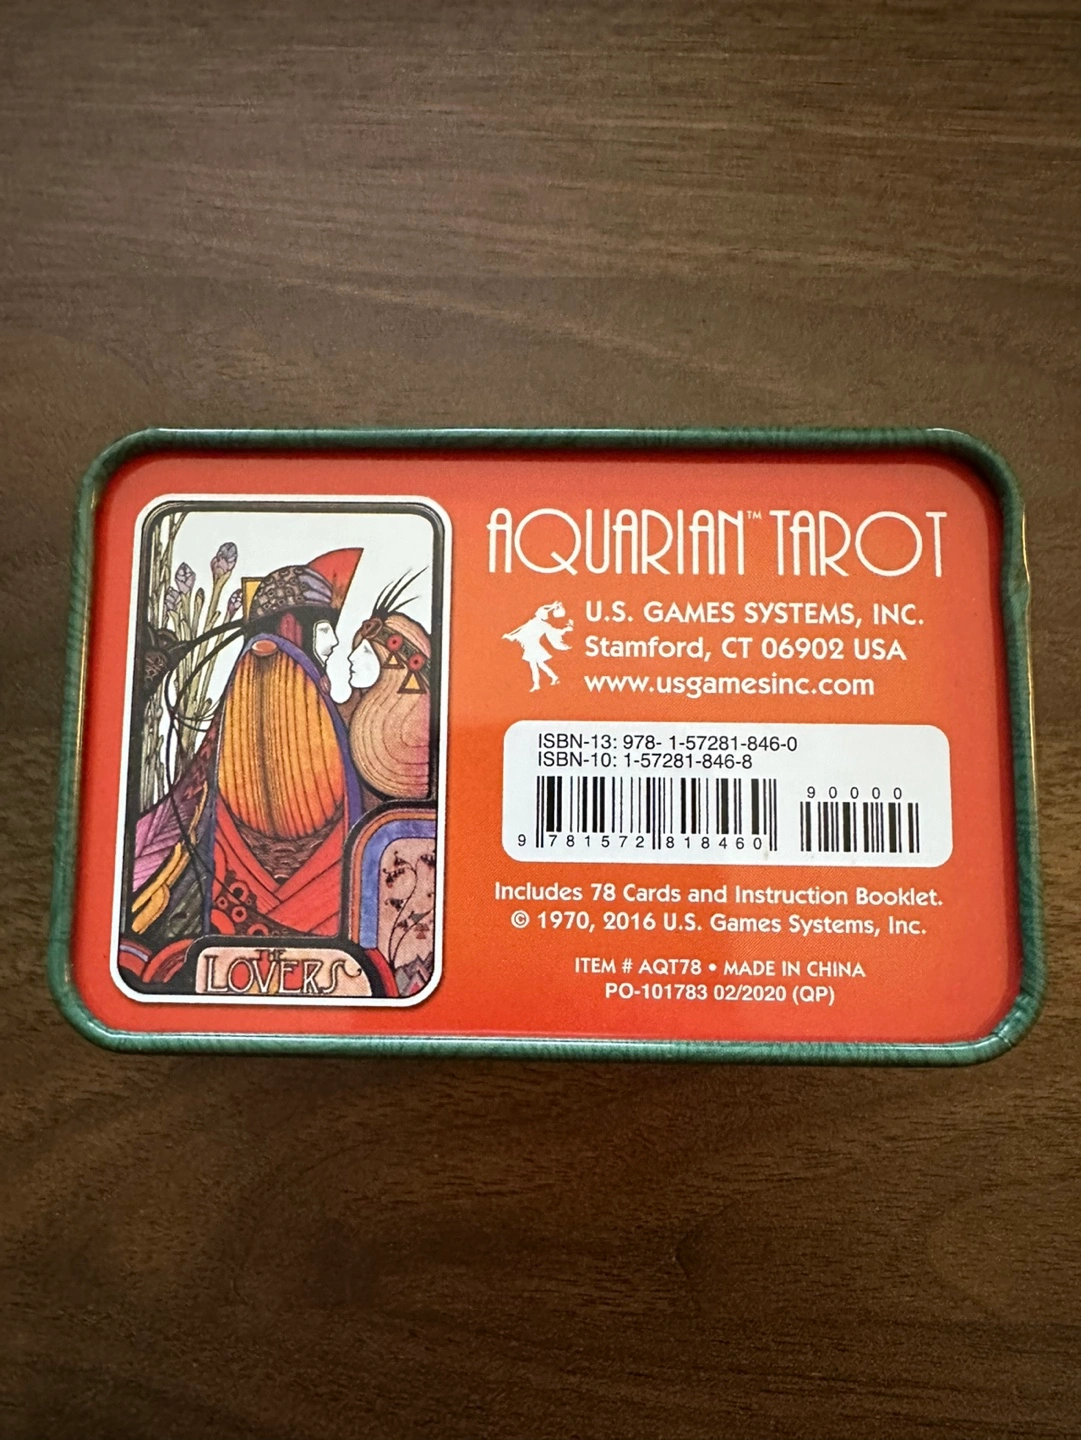 THE
LOVERS
AQUARIAN™ TAROT
U.S. GAMES SYSTEMS, INC.
Stamford, CT 06902 USA
www.usgamesinc.com
ISBN-13: 978- 1-57281-846-0
ISBN-10: 1-57281-846-8
90000
9 781572 818460
Includes 78 Cards and Instruction Booklet.
© 1970, 2016 U.S. Games Systems, Inc.
ITEM # AQT78 • MADE IN CHINA
PO-101783 02/2020 (QP)